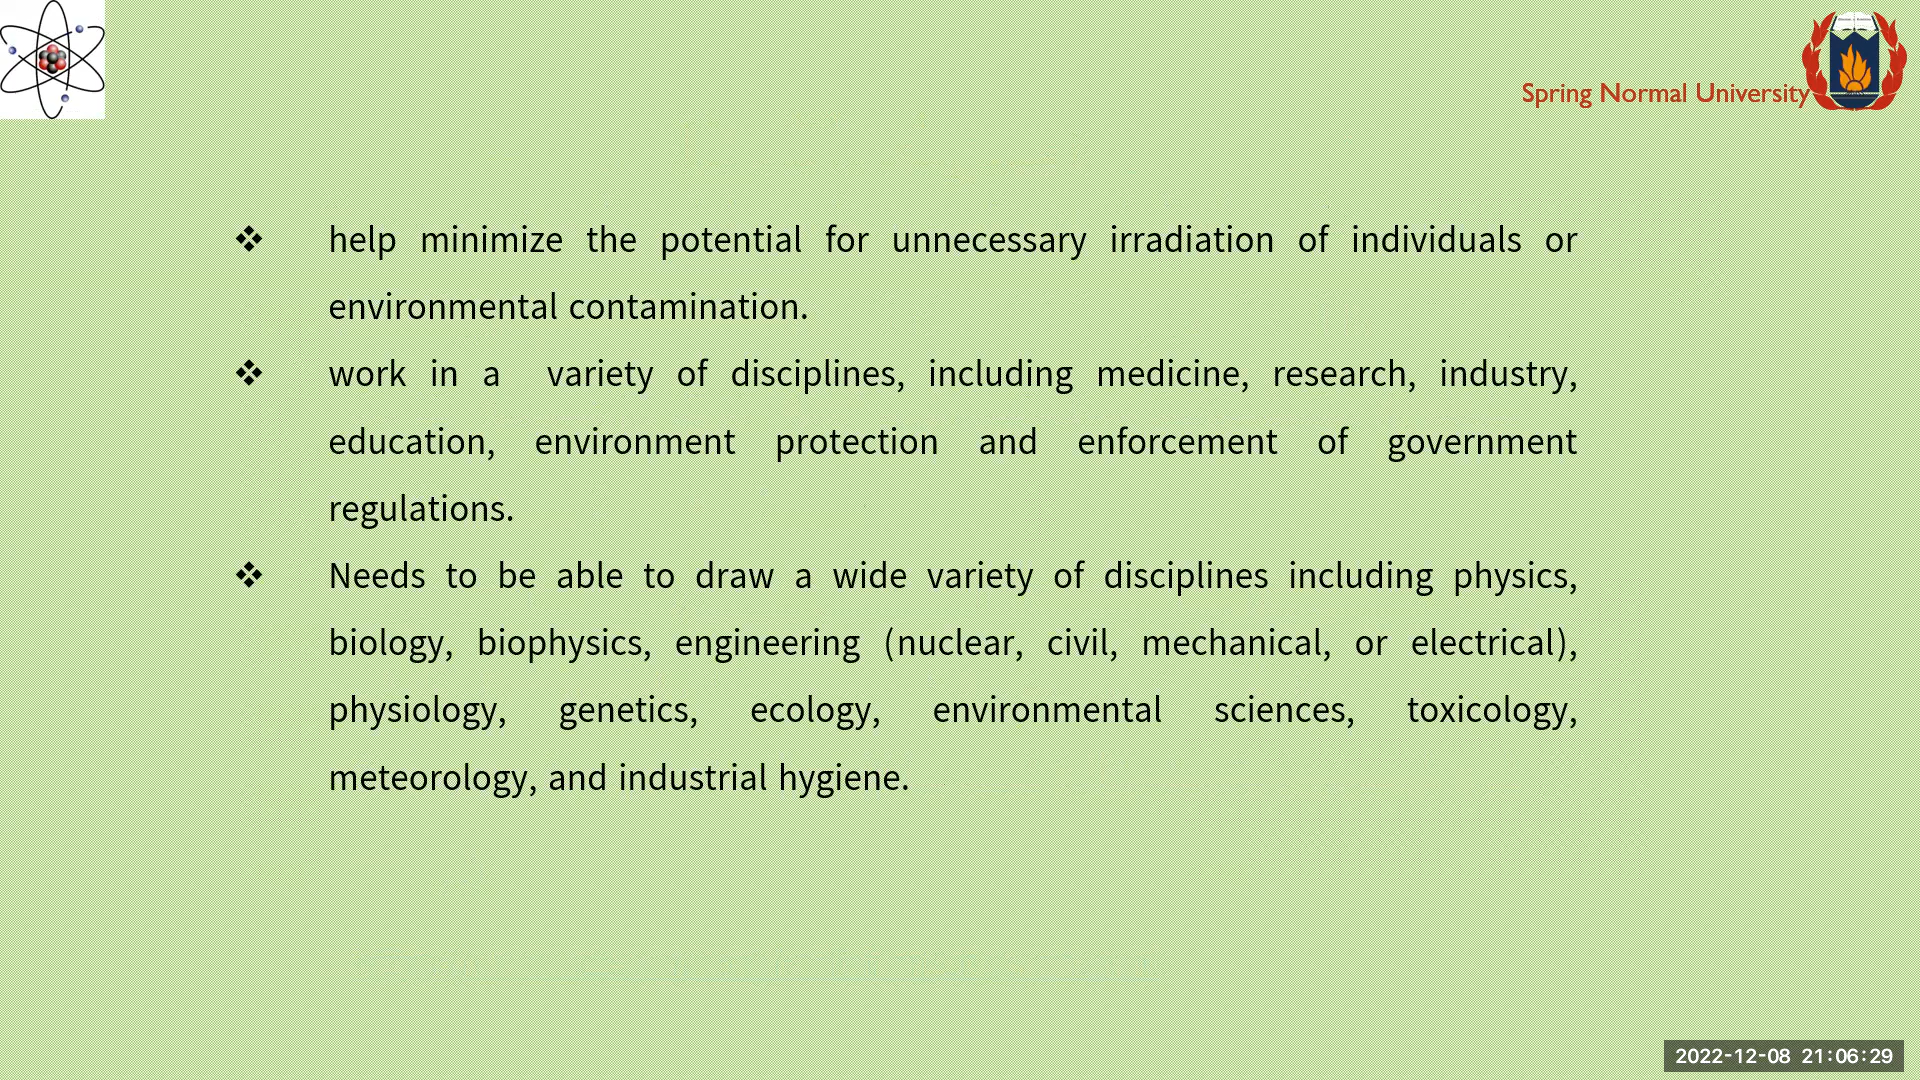 Spring Normal University
❖ help minimize the potential for unnecessary irradiation of individuals or
environmental contamination.
❖ work in a variety of disciplines, including medicine, research, industry,
education, environment protection and enforcement of government
regulations.
❖ Needs to be able to draw a wide variety of disciplines including physics,
biology, biophysics, engineering (nuclear, civil, mechanical, or electrical),
physiology, genetics, ecology, environmental sciences, toxicology,
meteorology, and industrial hygiene.
2022-12-08 21:06:29